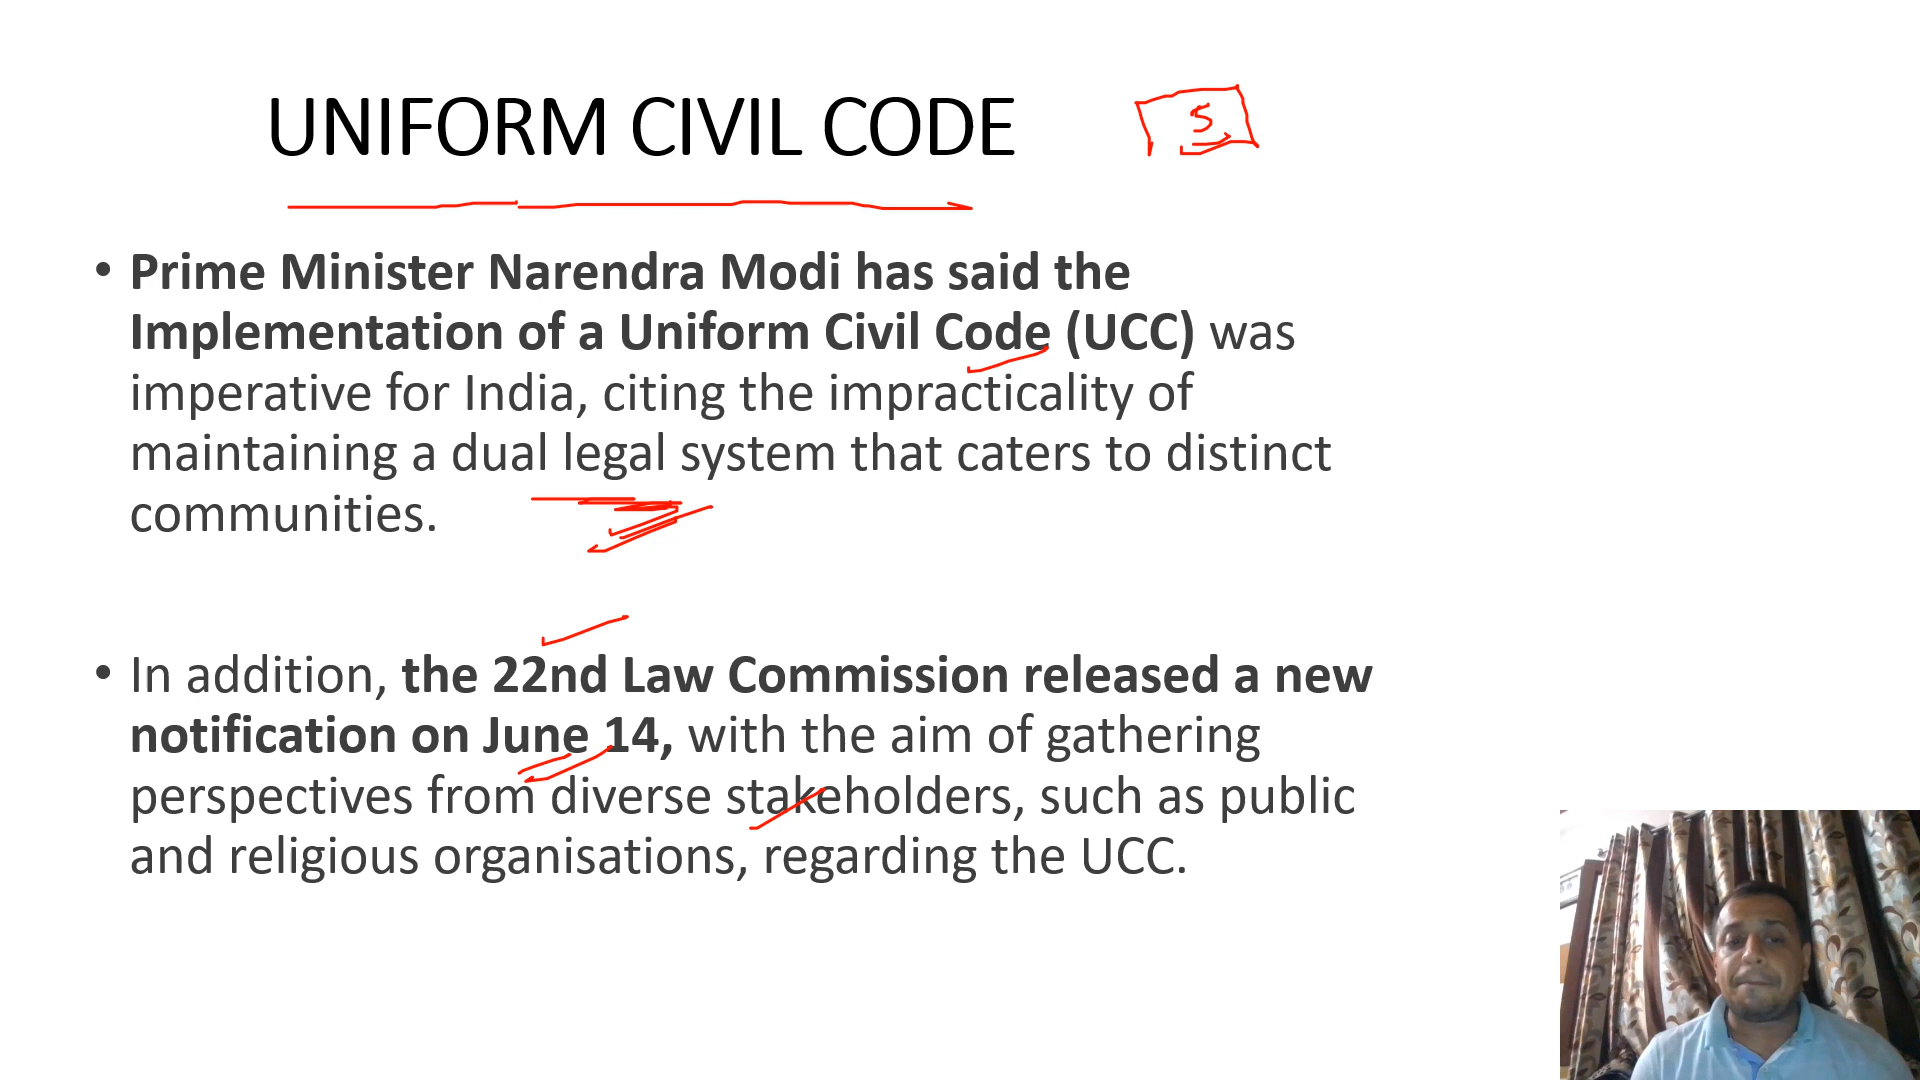 UNIFORM CIVIL CODE
5
• Prime Minister Narendra Modi has said the
Implementation of a Uniform Civil Code (UCC) was
imperative for India, citing the impracticality of
maintaining a dual legal system that caters to distinct
communities.
• In addition, the 22nd Law Commission released a new
notification on June 14, with the aim of gathering
perspectives from diverse stakeholders, such as public
and religious organisations, regarding the UCC.